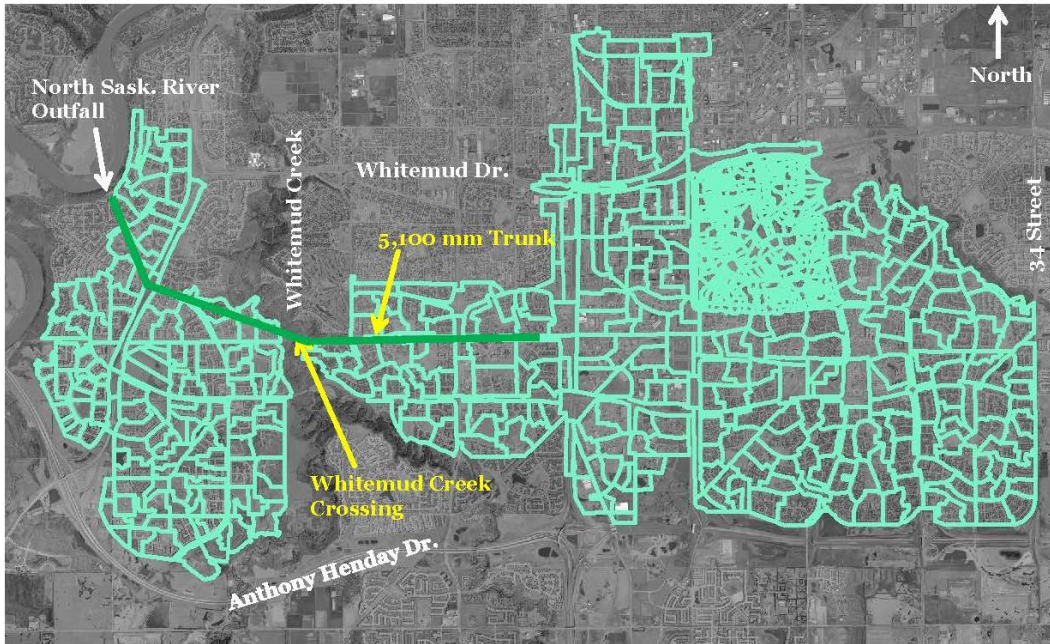 North
North Sask. River
Outfall
Whitemud Creek
Whitemud Dr.
34 Street
5,100 mm Trunk
Whitemud Creek
Crossing
Anthony Henday Dr.